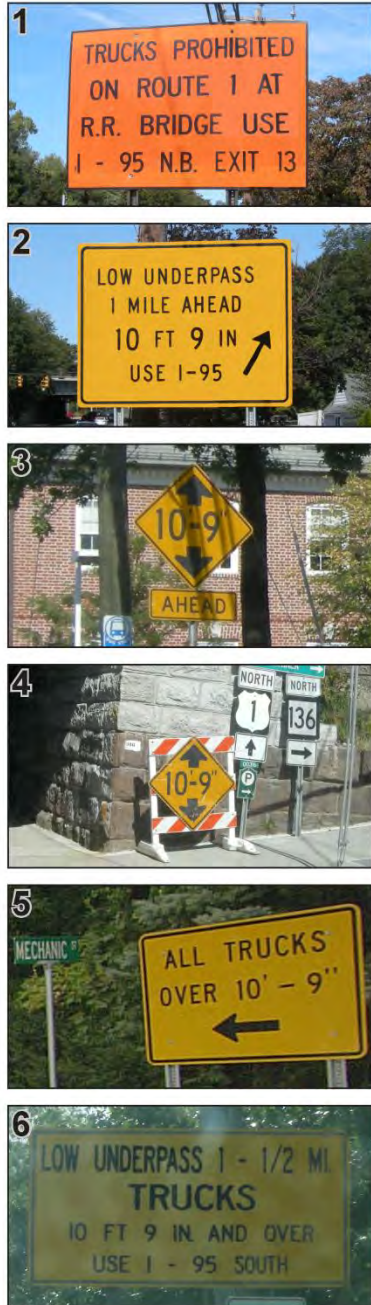 1
TRUCKS PROHIBITED
ON ROUTE 1 AT
R.R. BRIDGE USE
I - 95 N.B. EXIT 13
2
LOW UNDERPASS
1 MILE AHEAD
10 FT 9 IN
USE I-95
3
10'-9"
AHEAD
4
NORTH
1
NORTH
136
10'-9"
P
5
MECHANIC ST
ALL TRUCKS
OVER 10' - 9"
6
LOW UNDERPASS 1 - 1/2 MI.
TRUCKS
10 FT 9 IN. AND OVER
USE I - 95 SOUTH